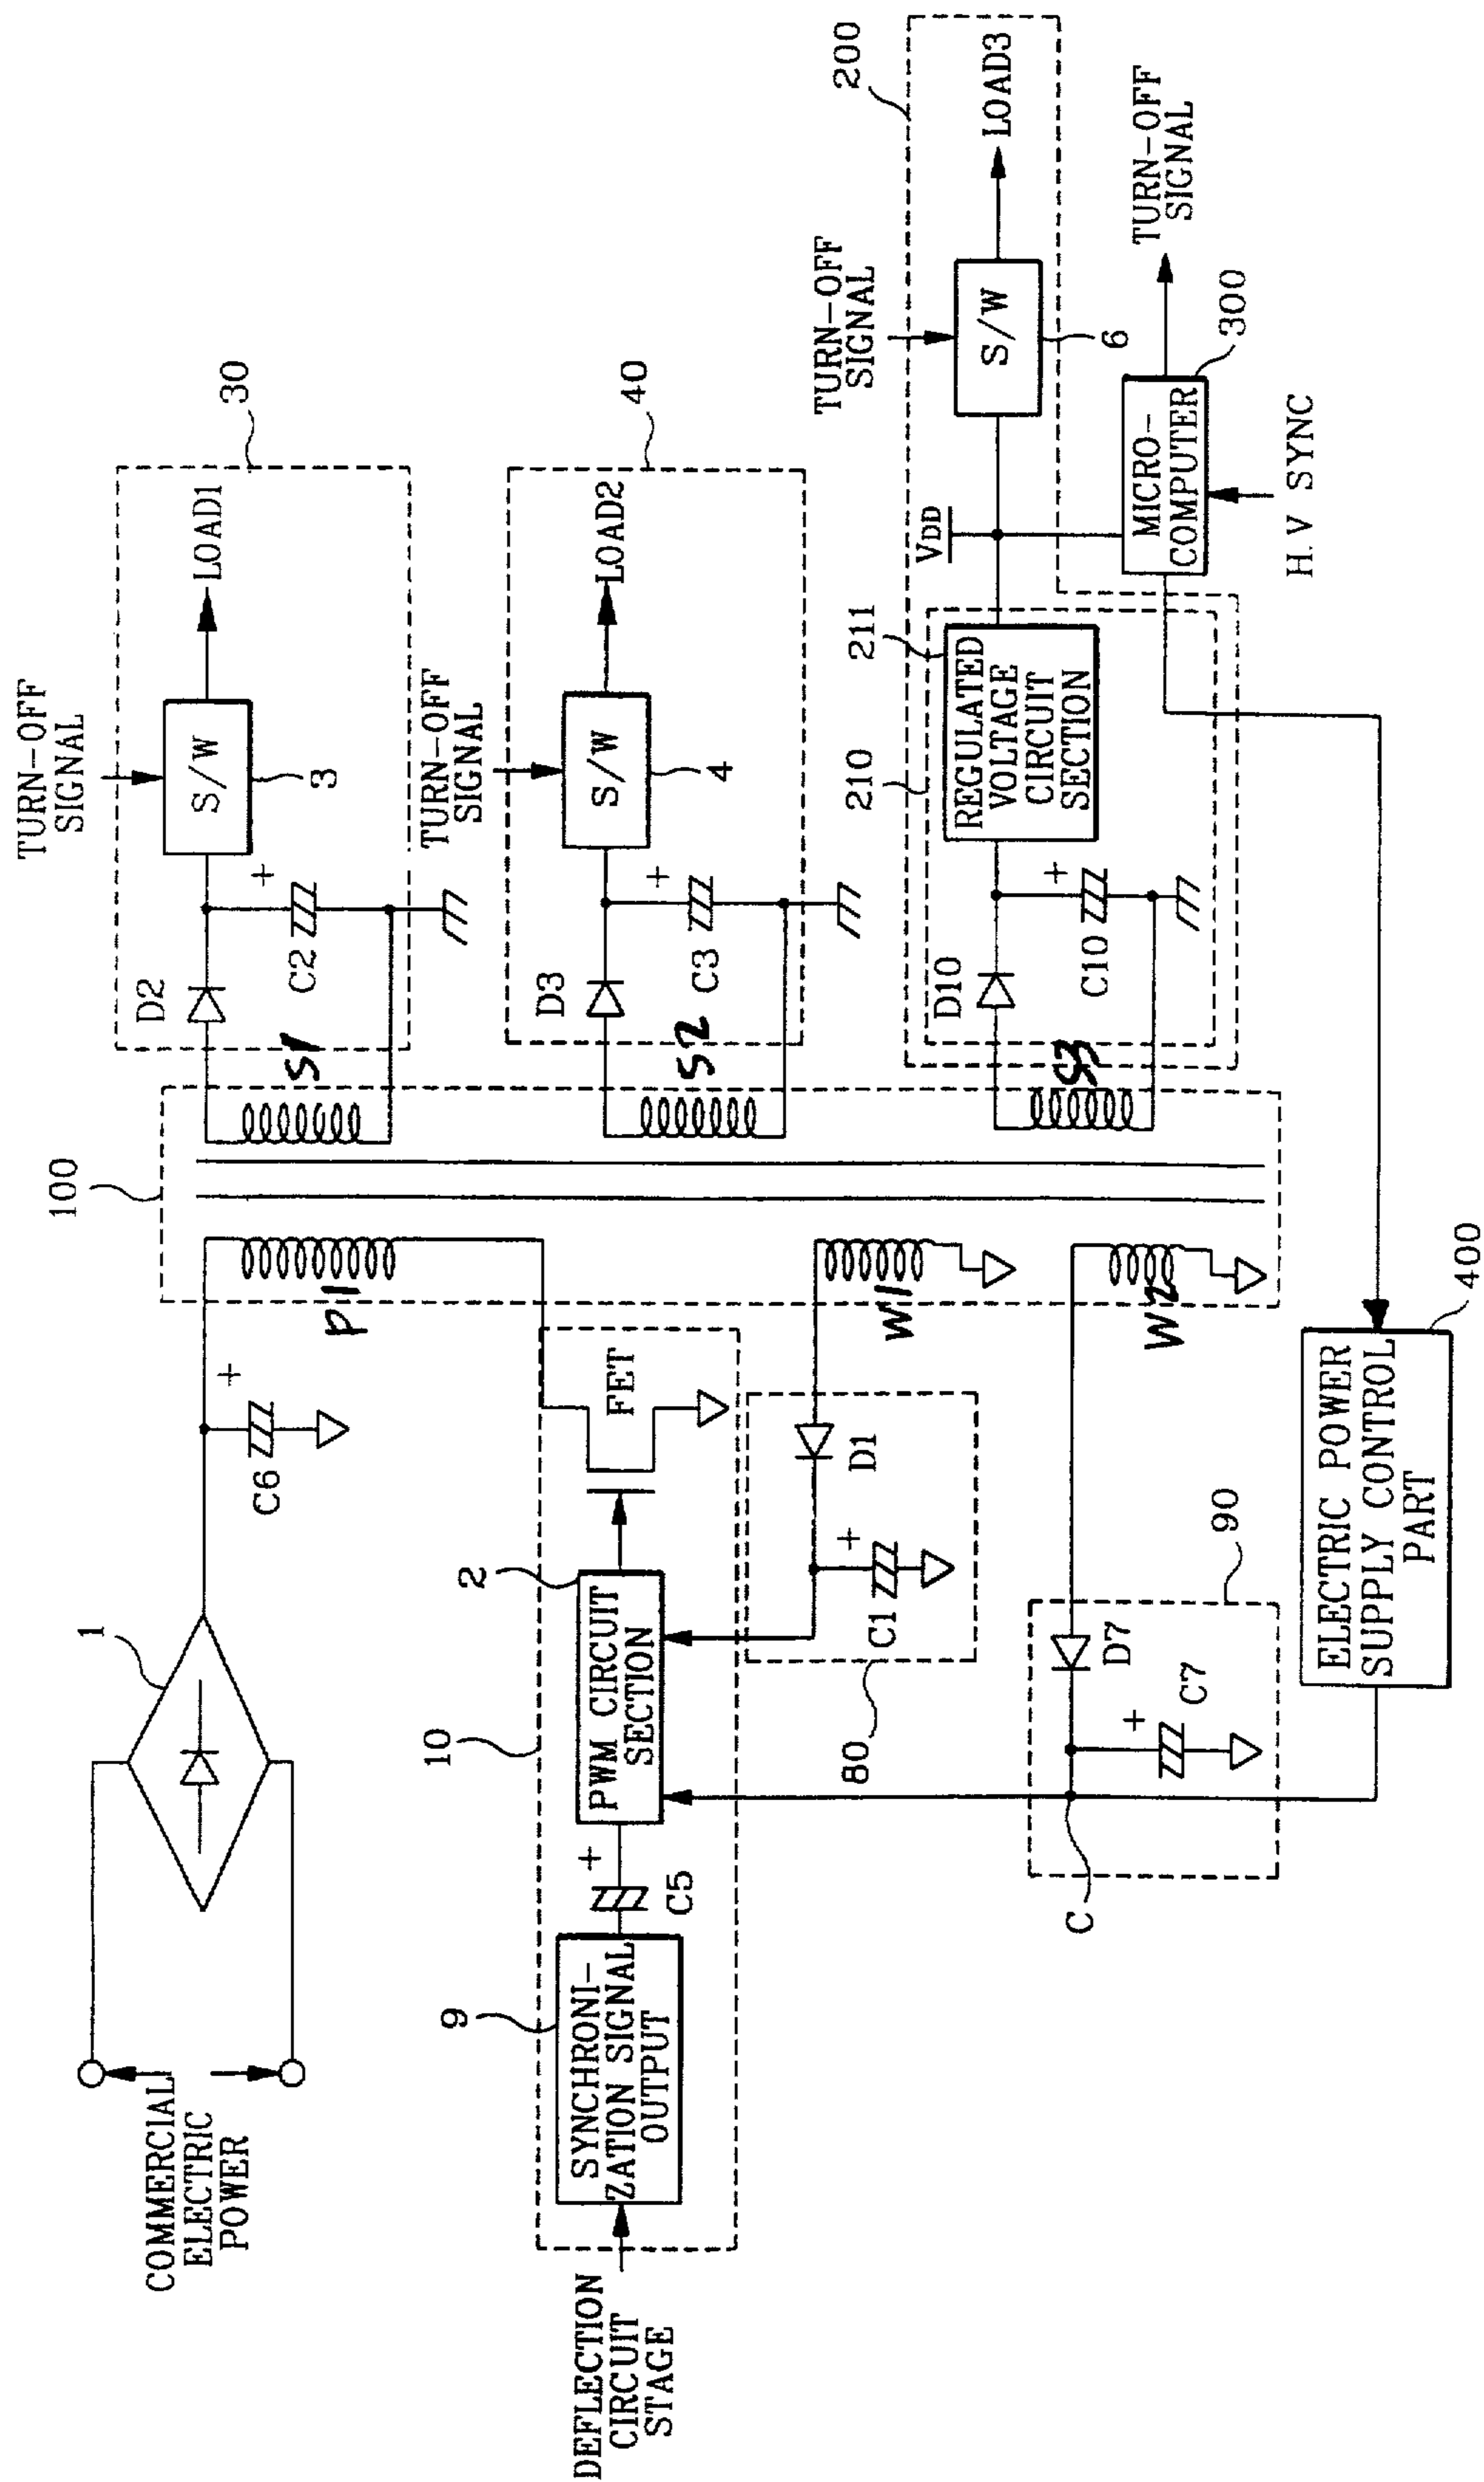 COMMERCIAL
ELECTRIC
POWER
1
C6
+
P1
100
S1
D2
C2
+
TURN-OFF
SIGNAL
S/W
3
LOAD1
30
DEFLECTION
CIRCUIT
STAGE
9
SYNCHRONI-
ZATION SIGNAL
OUTPUT
C5
+
10
PWM CIRCUIT
SECTION
2
FET
S2
D3
C3
+
TURN-OFF
SIGNAL
S/W
4
LOAD2
40
80
C1
+
D1
W1
C
C7
+
D7
90
W2
S3
D10
C10
+
210
211
REGULATED
VOLTAGE
CIRCUIT
SECTION
VDD
TURN-OFF
SIGNAL
S/W
6
LOAD3
200
MICRO-
COMPUTER
300
TURN-OFF
SIGNAL
H.V SYNC
ELECTRIC POWER
SUPPLY CONTROL
PART
400